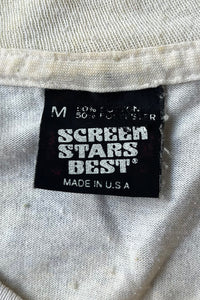 M 50% COTTON
50% POLYESTER
SCREEN
STARS
BEST®
MADE IN U.S.A